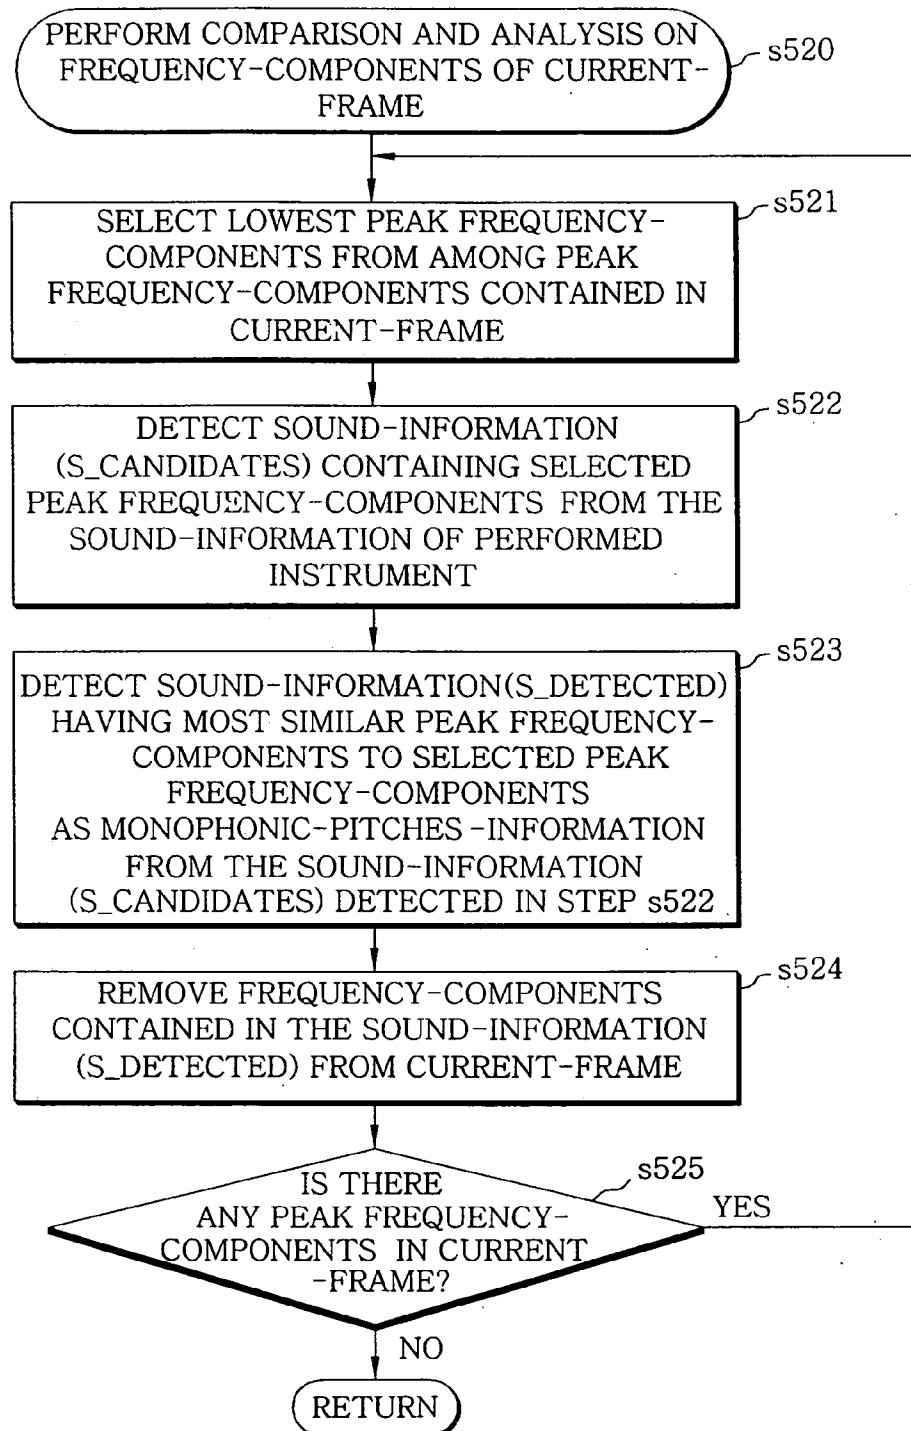 PERFORM COMPARISON AND ANALYSIS ON
FREQUENCY-COMPONENTS OF CURRENT-
FRAME
s520
SELECT LOWEST PEAK FREQUENCY-
COMPONENTS FROM AMONG PEAK
FREQUENCY-COMPONENTS CONTAINED IN
CURRENT-FRAME
s521
DETECT SOUND-INFORMATION
(S_CANDIDATES) CONTAINING SELECTED
PEAK FREQUENCY-COMPONENTS FROM THE
SOUND-INFORMATION OF PERFORMED
INSTRUMENT
s522
DETECT SOUND-INFORMATION(S_DETECTED)
HAVING MOST SIMILAR PEAK FREQUENCY-
COMPONENTS TO SELECTED PEAK
FREQUENCY-COMPONENTS
AS MONOPHONIC-PITCHES-INFORMATION
FROM THE SOUND-INFORMATION
(S_CANDIDATES) DETECTED IN STEP s522
s523
REMOVE FREQUENCY-COMPONENTS
CONTAINED IN THE SOUND-INFORMATION
(S_DETECTED) FROM CURRENT-FRAME
s524
IS THERE
ANY PEAK FREQUENCY-
COMPONENTS IN CURRENT
-FRAME?
s525
YES
NO
RETURN